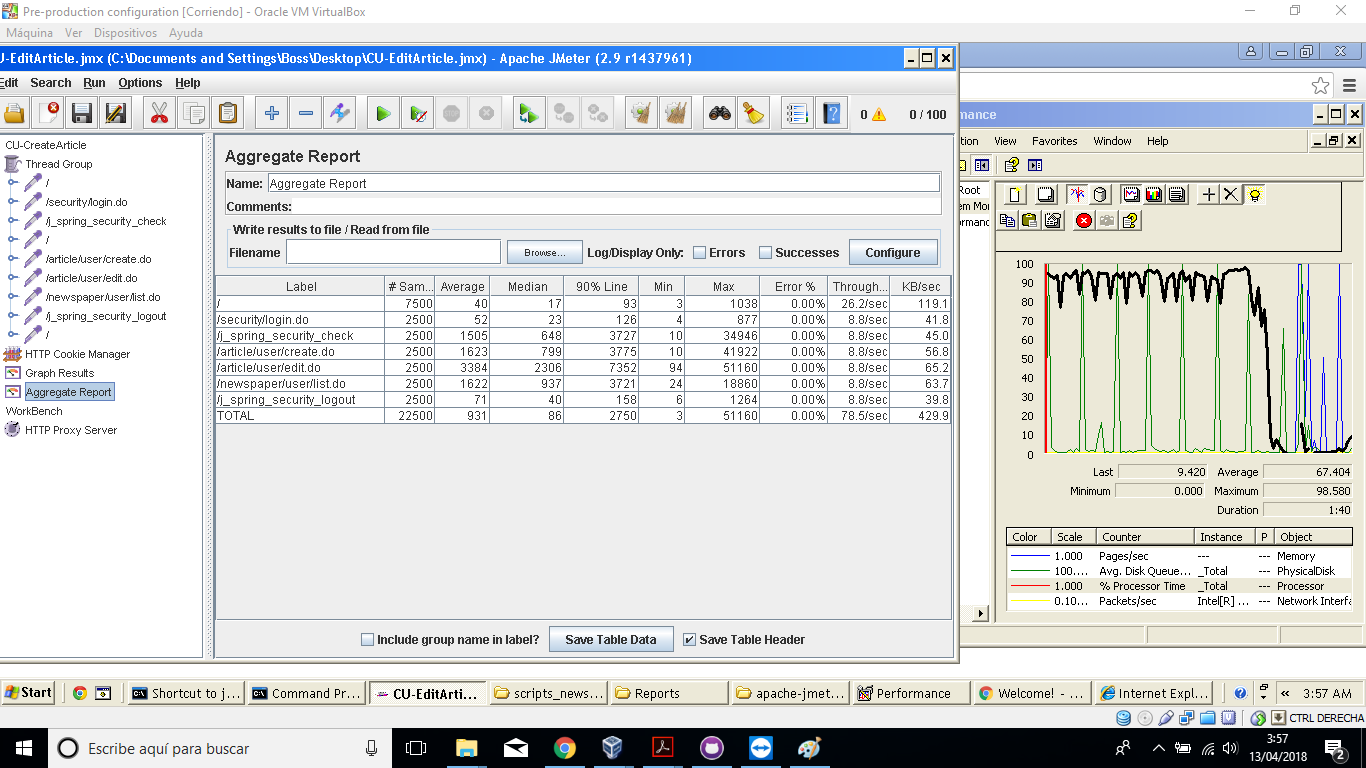 Pre-production configuration [Corriendo] - Oracle VM VirtualBox
Máquina Ver Dispositivos Ayuda
U-EditArticle.jmx (C:\Documents and Settings\Boss\Desktop\CU-EditArticle.jmx) - Apache JMeter (2.9 r1437961)
Edit Search Run Options Help
0 0 / 100
CU-CreateArticle
Thread Group
/
/security/login.do
/j_spring_security_check
/
/article/user/create.do
/article/user/edit.do
/newspaper/user/list.do
/j_spring_security_logout
/
HTTP Cookie Manager
Graph Results
Aggregate Report
WorkBench
HTTP Proxy Server
Aggregate Report
Name: Aggregate Report
Comments:
Write results to file / Read from file
Filename Browse... Log/Display Only: Errors Successes Configure
Label # Sam... Average Median 90% Line Min Max Error % Through... KB/sec
/ 7500 40 17 93 3 1038 0.00% 26.2/sec 119.1
/security/login.do 2500 52 23 126 4 877 0.00% 8.8/sec 41.8
/j_spring_security_check 2500 1505 648 3727 10 34946 0.00% 8.8/sec 45.0
/article/user/create.do 2500 1623 799 3775 10 41922 0.00% 8.8/sec 56.8
/article/user/edit.do 2500 3384 2306 7352 94 51160 0.00% 8.8/sec 65.2
/newspaper/user/list.do 2500 1622 937 3721 24 18860 0.00% 8.8/sec 63.7
/j_spring_security_logout 2500 71 40 158 6 1264 0.00% 8.8/sec 39.8
TOTAL 22500 931 86 2750 3 51160 0.00% 78.5/sec 429.9
Include group name in label? Save Table Data Save Table Header
mance
tion View Favorites Window Help
Root
em Mo
ormanc
100
90
80
70
60
50
40
30
20
10
0
Last 9.420 Average 67.404
Minimum 0.000 Maximum 98.580
Duration 1:40
Color Scale Counter Instance P Object
1.000 Pages/sec --- --- Memory
100.... Avg. Disk Queue... _Total --- PhysicalDisk
1.000 % Processor Time _Total --- Processor
0.10... Packets/sec Intel[R] ... --- Network Interfa
Start Shortcut to j... Command Pr... CU-EditArti... scripts_news... Reports apache-jmet... Performance Welcome! - ... Internet Expl... « 3:57 AM
CTRL DERECHA
Escribe aquí para buscar
3:57
13/04/2018
2